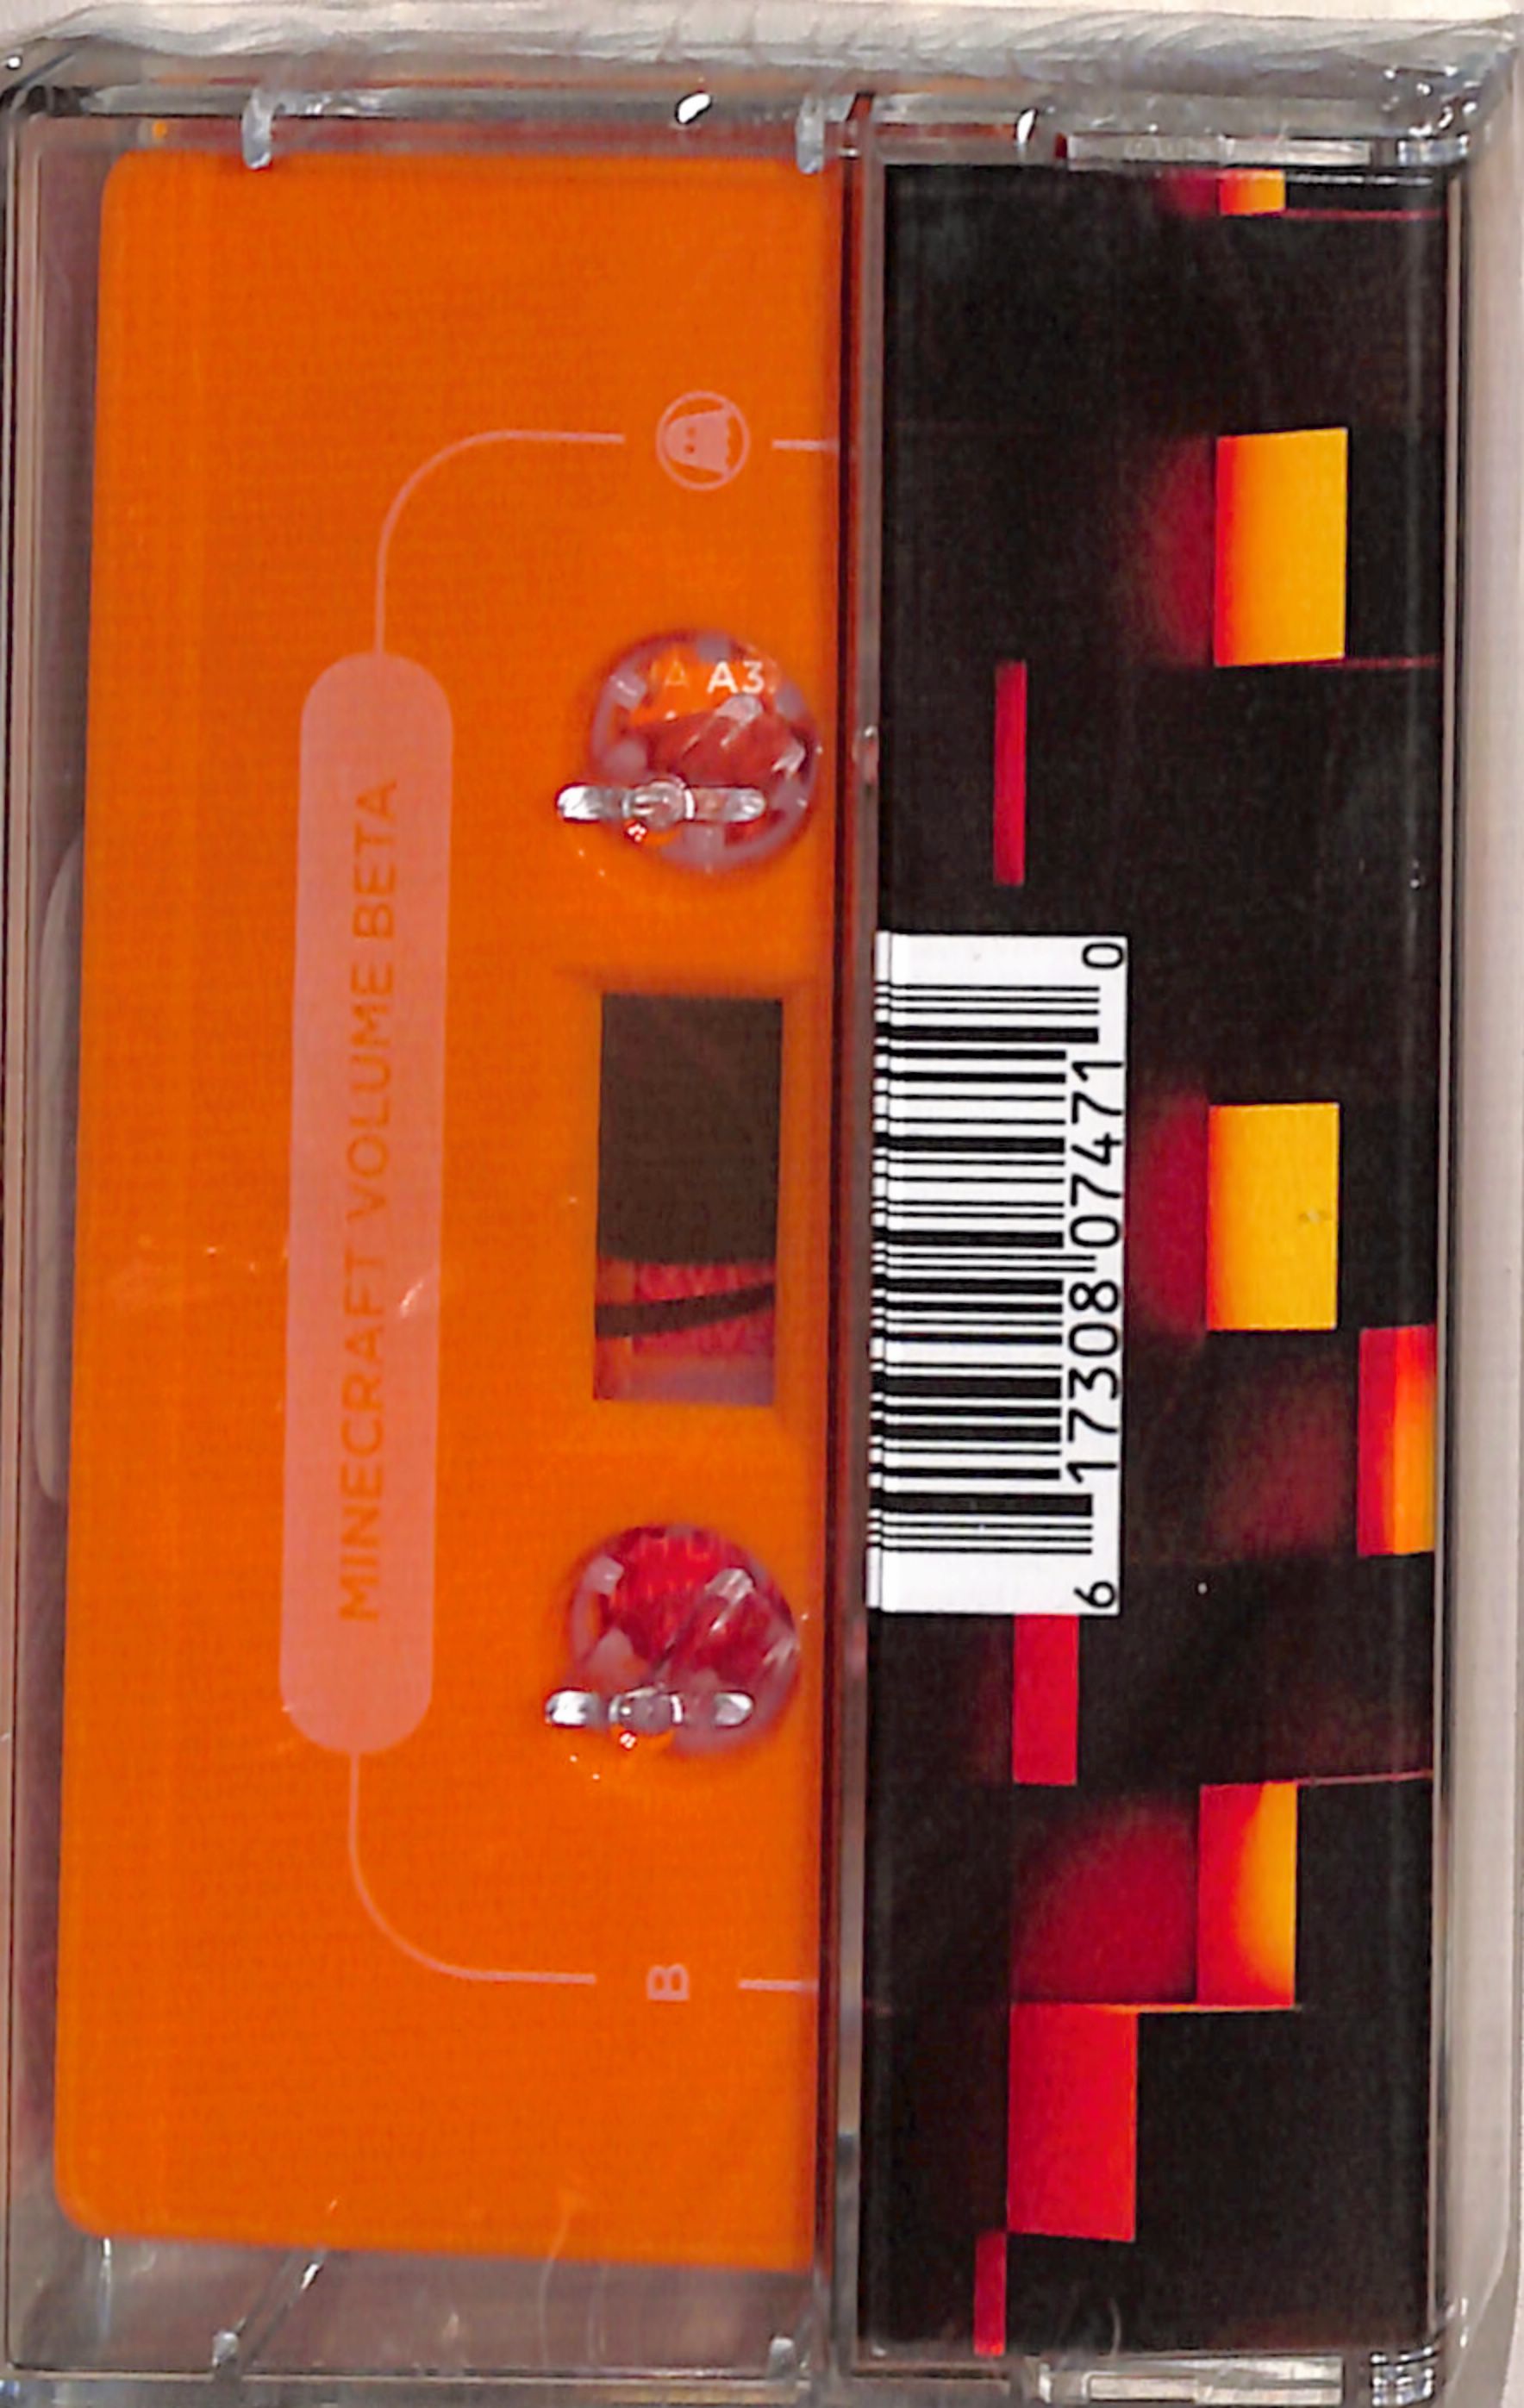 MINECRAFT VOLUME BETA
B
A3
6 17308 07471 0